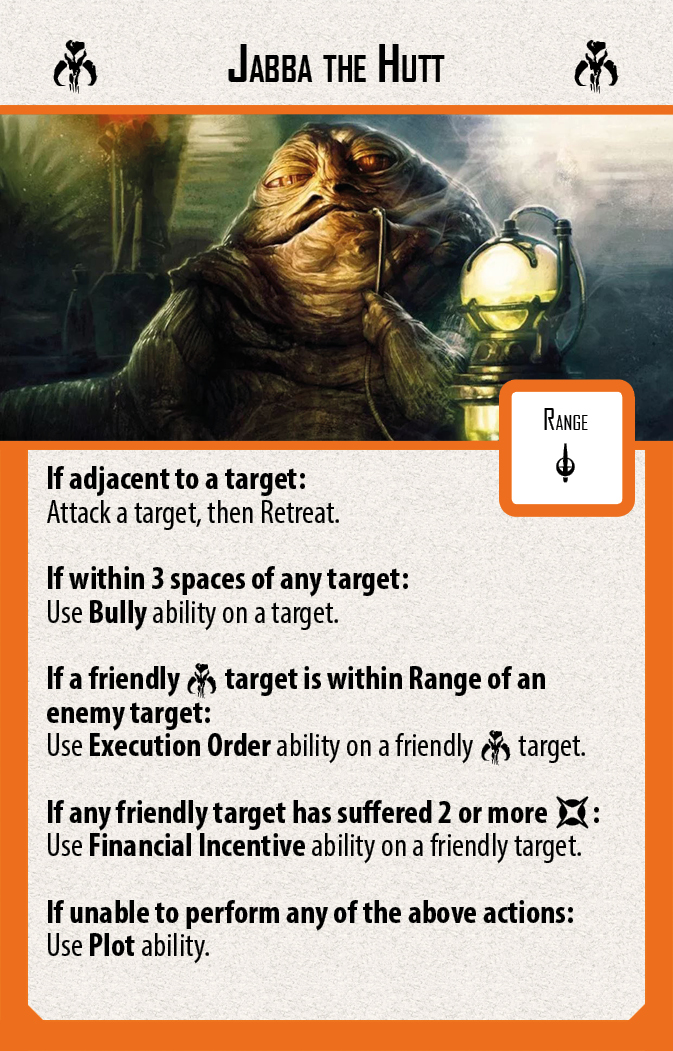 Jabba the Hutt
Range
If adjacent to a target:
Attack a target, then Retreat.
If within 3 spaces of any target:
Use Bully ability on a target.
If a friendly target is within Range of an
enemy target:
Use Execution Order ability on a friendly target.
If any friendly target has suffered 2 or more :
Use Financial Incentive ability on a friendly target.
If unable to perform any of the above actions:
Use Plot ability.